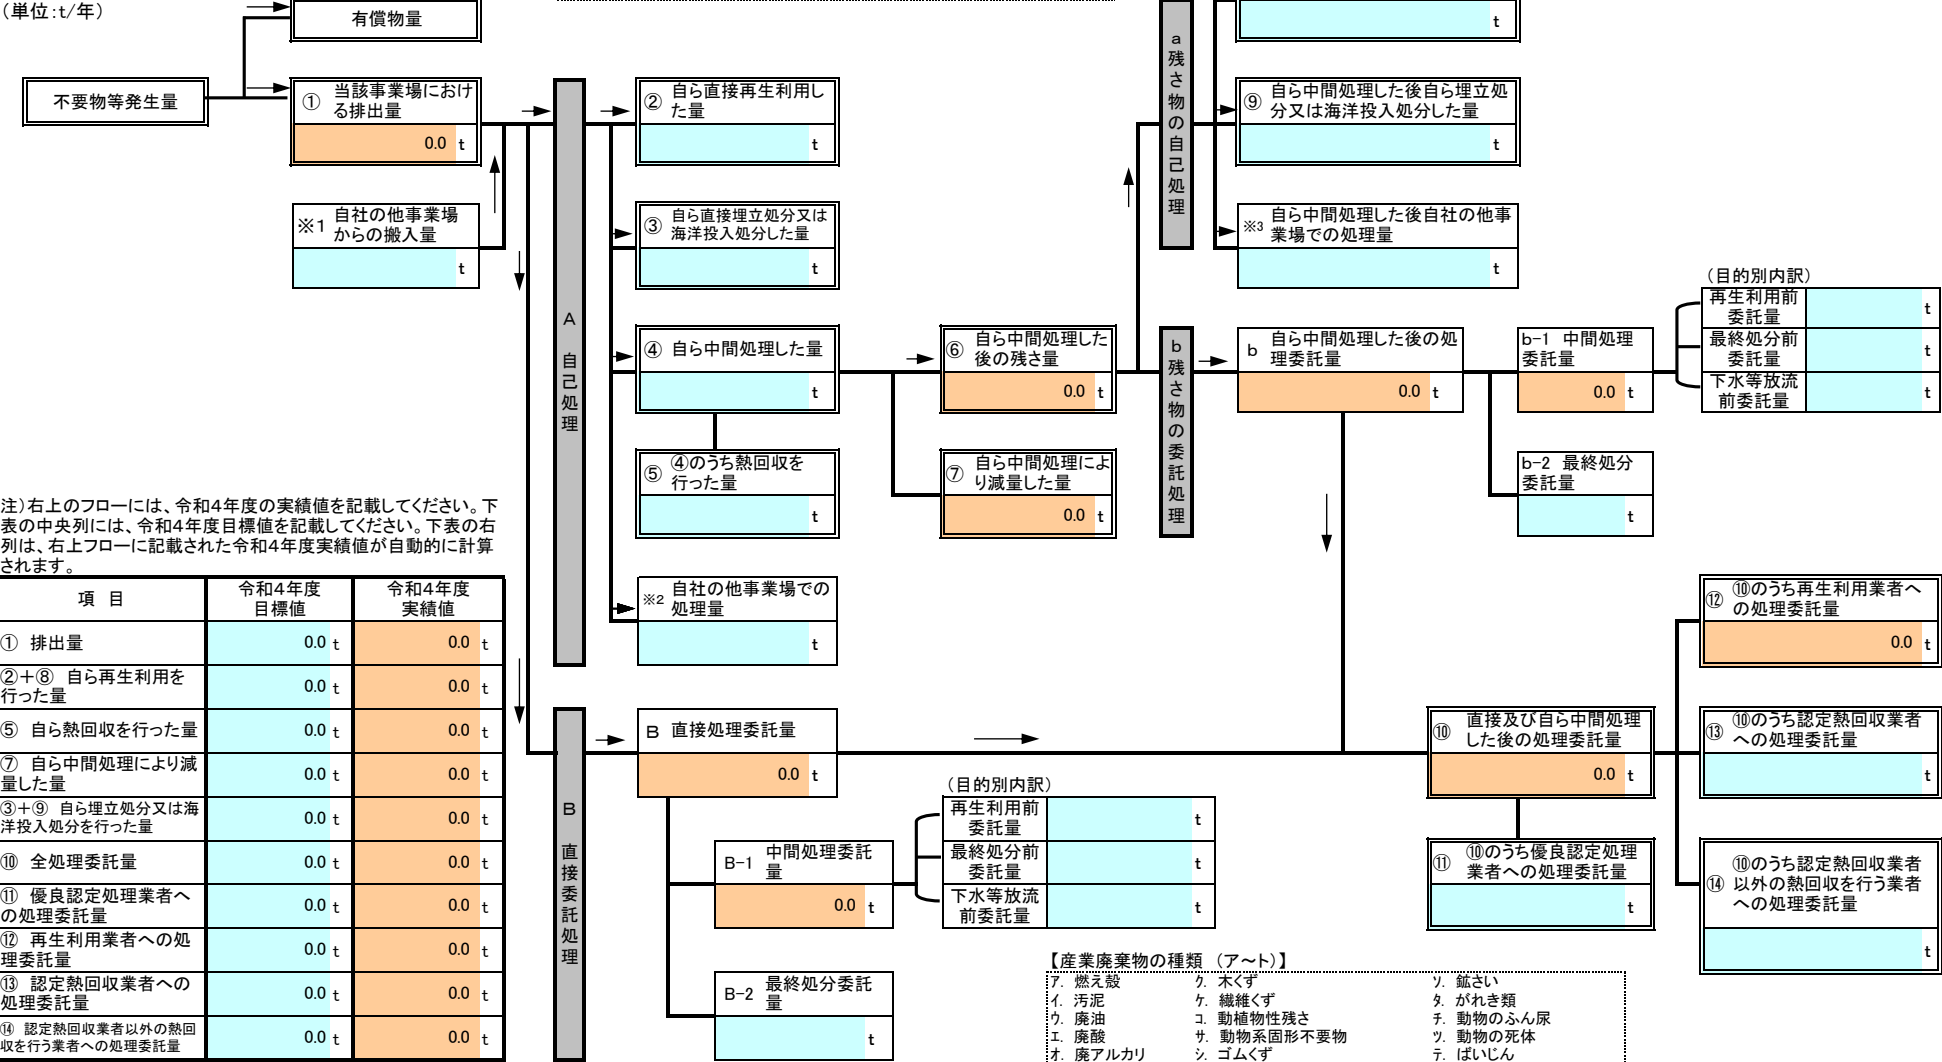 (単位:t/年)
有償物量
不要物等発生量
①
当該事業場におけ
る排出量
0.0 t
※1
自社の他事業場
からの搬入量
t
A
自己処理
②
自ら直接再生利用し
た量
t
③
自ら直接埋立処分又は
海洋投入処分した量
t
④ 自ら中間処理した量
t
⑤
④のうち熱回収を
行った量
t
※2
自社の他事業場での
処理量
t
⑥
自ら中間処理した
後の残さ量
0.0 t
⑦
自ら中間処理によ
り減量した量
0.0 t
a
残さ物の自己処理
t
⑨
自ら中間処理した後自ら埋立処
分又は海洋投入処分した量
t
※3
自ら中間処理した後自社の他事
業場での処理量
t
b
残さ物の委託処理
b
自ら中間処理した後の処
理委託量
0.0 t
b-1 中間処理
委託量
0.0 t
(目的別内訳)
再生利用前
委託量
t
最終処分前
委託量
t
下水等放流
前委託量
t
b-2 最終処分
委託量
t
注)右上のフローには、令和4年度の実績値を記載してください。下
表の中央列には、令和4年度目標値を記載してください。下表の右
列は、右上フローに記載された令和4年度実績値が自動的に計算
されます。
項 目
令和4年度
目標値
令和4年度
実績値
① 排出量
0.0 t
0.0 t
②+⑧ 自ら再生利用を
行った量
0.0 t
0.0 t
⑤ 自ら熱回収を行った量
0.0 t
0.0 t
⑦ 自ら中間処理により減
量した量
0.0 t
0.0 t
③+⑨ 自ら埋立処分又は海
洋投入処分を行った量
0.0 t
0.0 t
⑩ 全処理委託量
0.0 t
0.0 t
⑪ 優良認定処理業者へ
の処理委託量
0.0 t
0.0 t
⑫ 再生利用業者への処
理委託量
0.0 t
0.0 t
⑬ 認定熱回収業者への
処理委託量
0.0 t
0.0 t
⑭ 認定熱回収業者以外の熱回
収を行う業者への処理委託量
0.0 t
0.0 t
B
直接委託処理
B 直接処理委託量
0.0 t
B-1
中間処理委託
量
0.0 t
(目的別内訳)
再生利用前
委託量
t
最終処分前
委託量
t
下水等放流
前委託量
t
B-2
最終処分委託
量
t
⑩
直接及び自ら中間処理
した後の処理委託量
0.0 t
⑪
⑩のうち優良認定処理
業者への処理委託量
t
⑫
⑩のうち再生利用業者へ
の処理委託量
0.0 t
⑬
⑩のうち認定熱回収業者
への処理委託量
t
⑭
⑩のうち認定熱回収業者
以外の熱回収を行う業者
への処理委託量
t
【産業廃棄物の種類 (ア~ト)】
ア. 燃え殻 ク. 木くず ソ. 鉱さい
イ. 汚泥 ケ. 繊維くず タ. がれき類
ウ. 廃油 コ. 動植物性残さ チ. 動物のふん尿
エ. 廃酸 サ. 動物系固形不要物 ツ. 動物の死体
オ. 廃アルカリ シ. ゴムくず テ. ばいじん